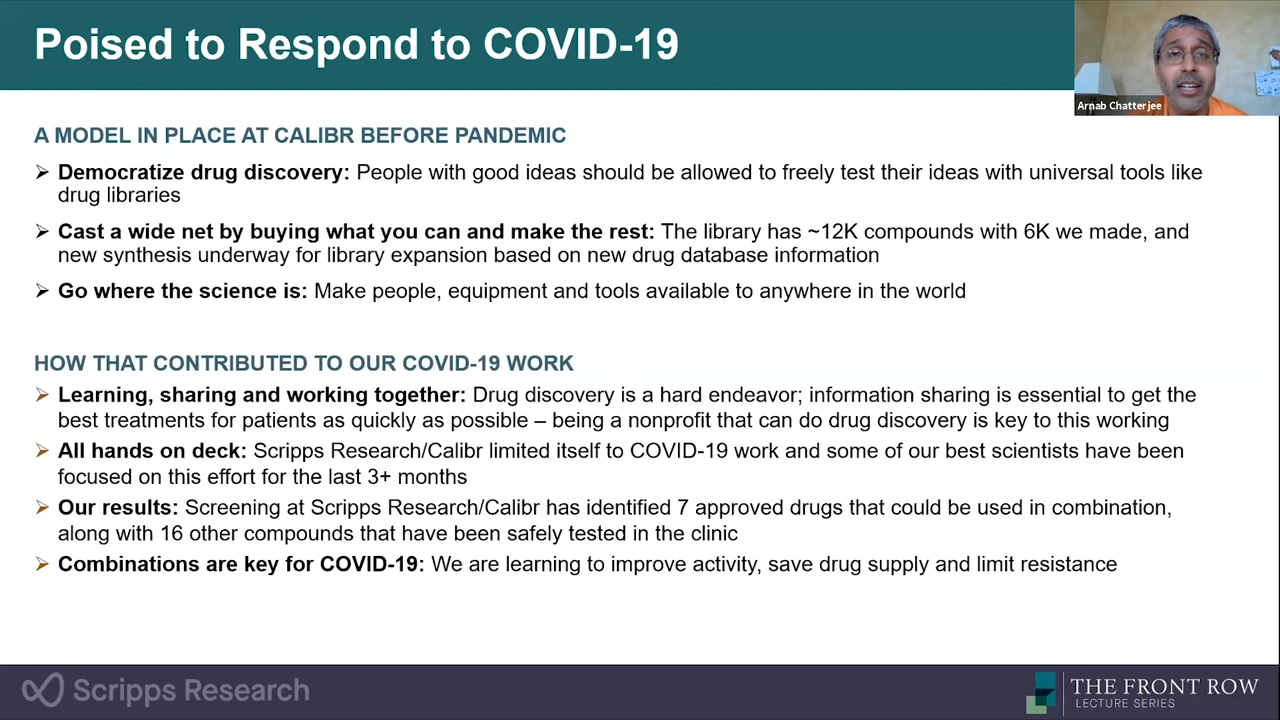 Poised to Respond to COVID-19
Arnab Chatterjee
A MODEL IN PLACE AT CALIBR BEFORE PANDEMIC
Democratize drug discovery: People with good ideas should be allowed to freely test their ideas with universal tools like
drug libraries
Cast a wide net by buying what you can and make the rest: The library has ~12K compounds with 6K we made, and
new synthesis underway for library expansion based on new drug database information
Go where the science is: Make people, equipment and tools available to anywhere in the world
HOW THAT CONTRIBUTED TO OUR COVID-19 WORK
Learning, sharing and working together: Drug discovery is a hard endeavor; information sharing is essential to get the
best treatments for patients as quickly as possible – being a nonprofit that can do drug discovery is key to this working
All hands on deck: Scripps Research/Calibr limited itself to COVID-19 work and some of our best scientists have been
focused on this effort for the last 3+ months
Our results: Screening at Scripps Research/Calibr has identified 7 approved drugs that could be used in combination,
along with 16 other compounds that have been safely tested in the clinic
Combinations are key for COVID-19: We are learning to improve activity, save drug supply and limit resistance
Scripps Research
THE FRONT ROW
LECTURE SERIES